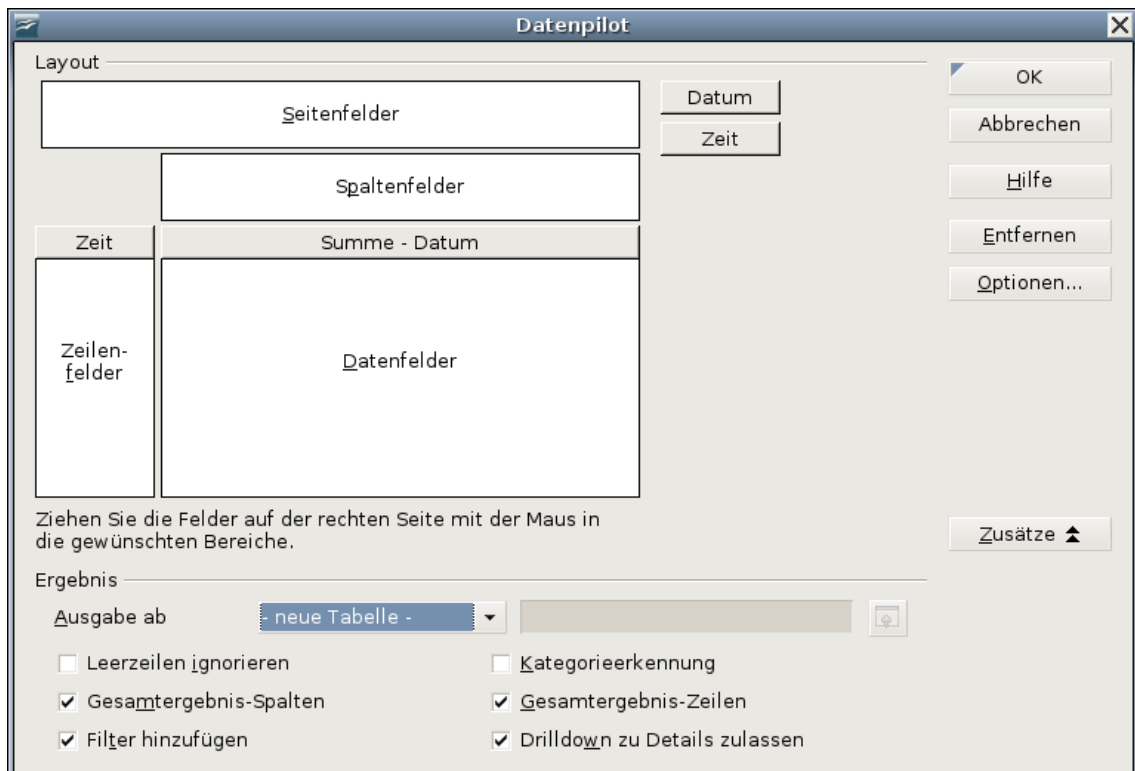 Datenpilot
Layout
Seitenfelder
Datum
Zeit
Spaltenfelder
Zeit
Summe - Datum
Zeilen-
felder
Datenfelder
Ziehen Sie die Felder auf der rechten Seite mit der Maus in
die gewünschten Bereiche.
OK
Abbrechen
Hilfe
Entfernen
Optionen...
Zusätze
Ergebnis
Ausgabe ab
- neue Tabelle -
Leerzeilen ignorieren
Kategorieerkennung
Gesamtergebnis-Spalten
Gesamtergebnis-Zeilen
Filter hinzufügen
Drilldown zu Details zulassen